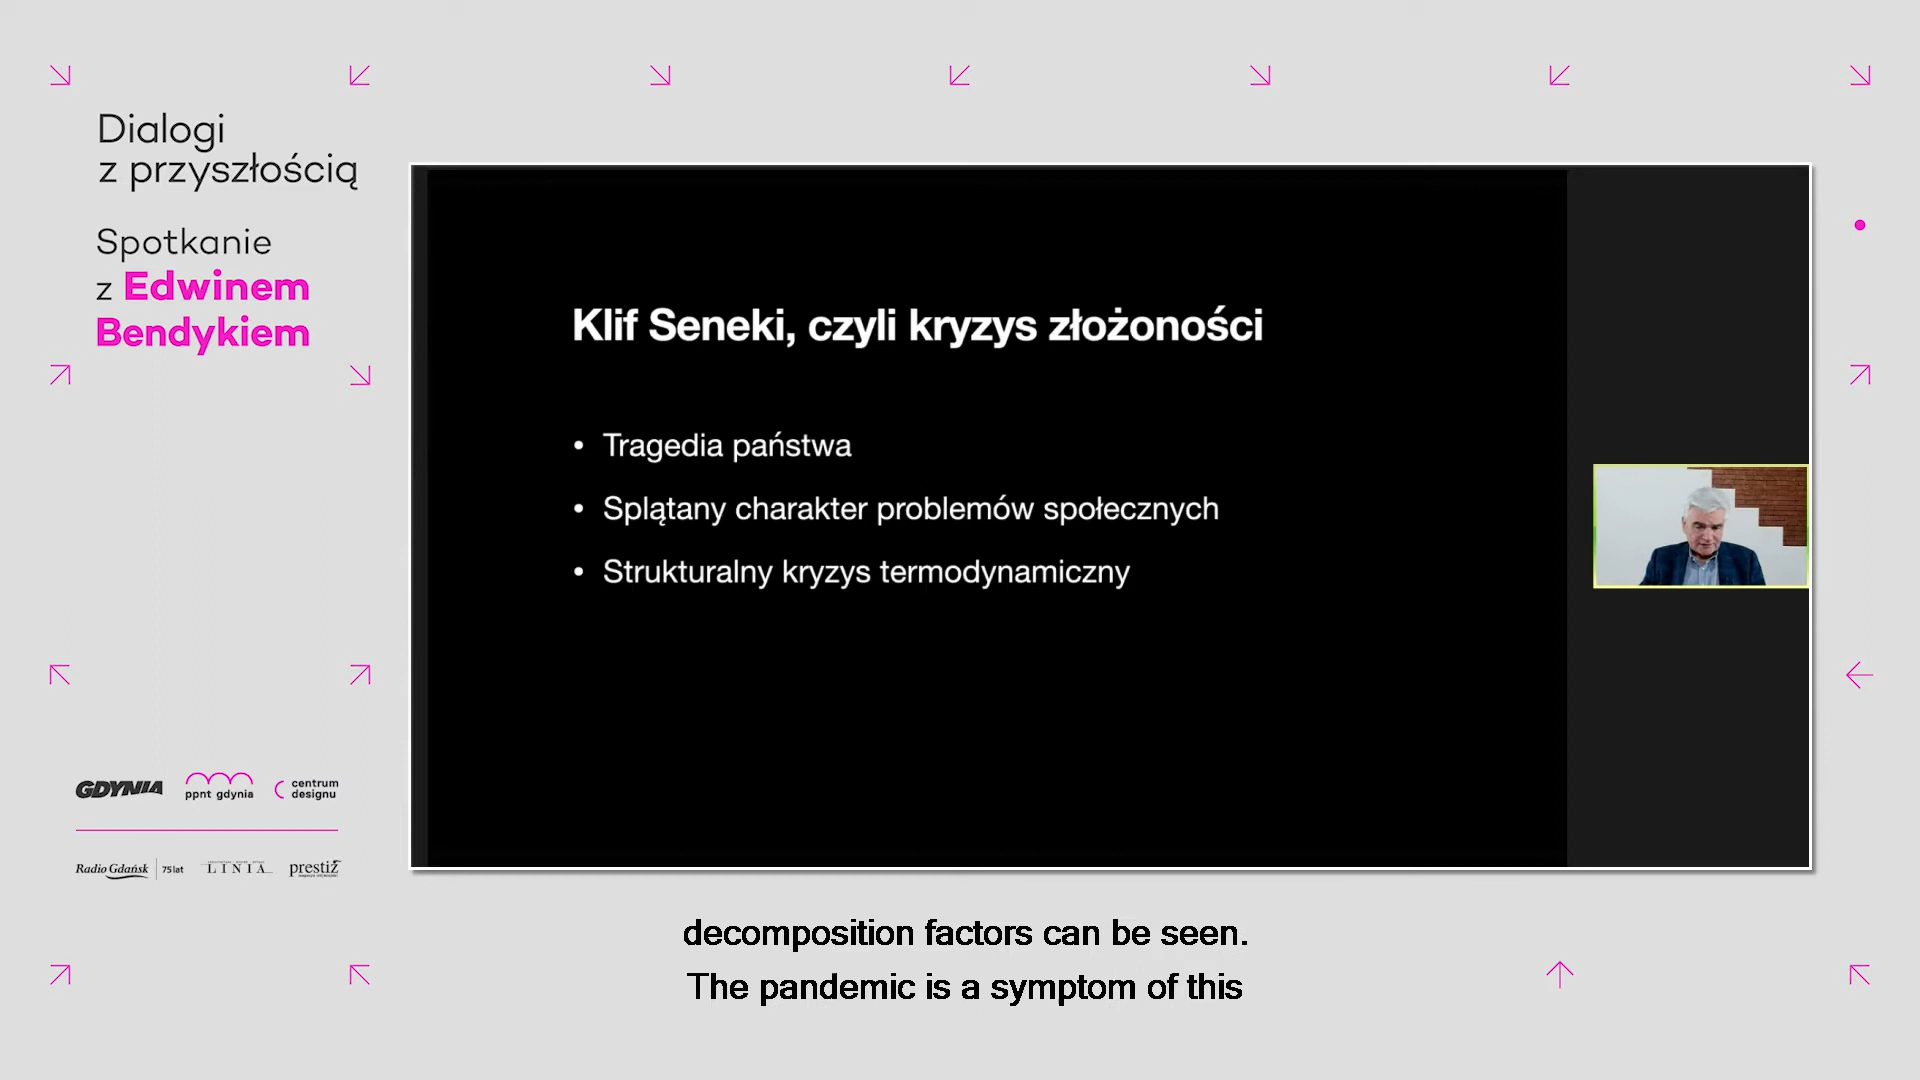 Dialogi
z przyszłością
Spotkanie
z Edwinem
Bendykiem
Klif Seneki, czyli kryzys złożoności
• Tragedia państwa
• Splątany charakter problemów społecznych
• Strukturalny kryzys termodynamiczny
GDYNIA
ppnt gdynia
centrum
designu
Radio Gdańsk
75 lat
LINIA
prestiż
decomposition factors can be seen.
The pandemic is a symptom of this